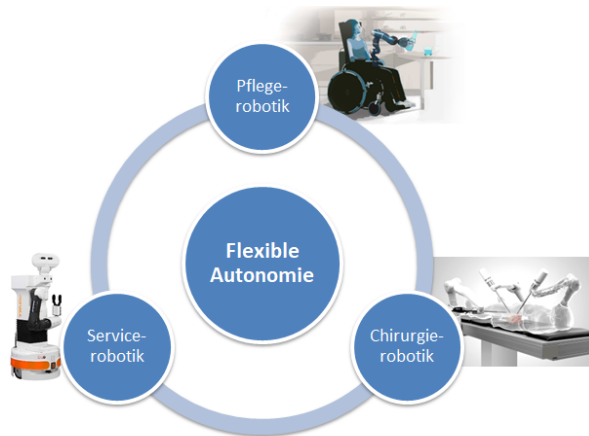 Pflege-
robotik
Flexible
Autonomie
Service-
robotik
Chirurgie-
robotik